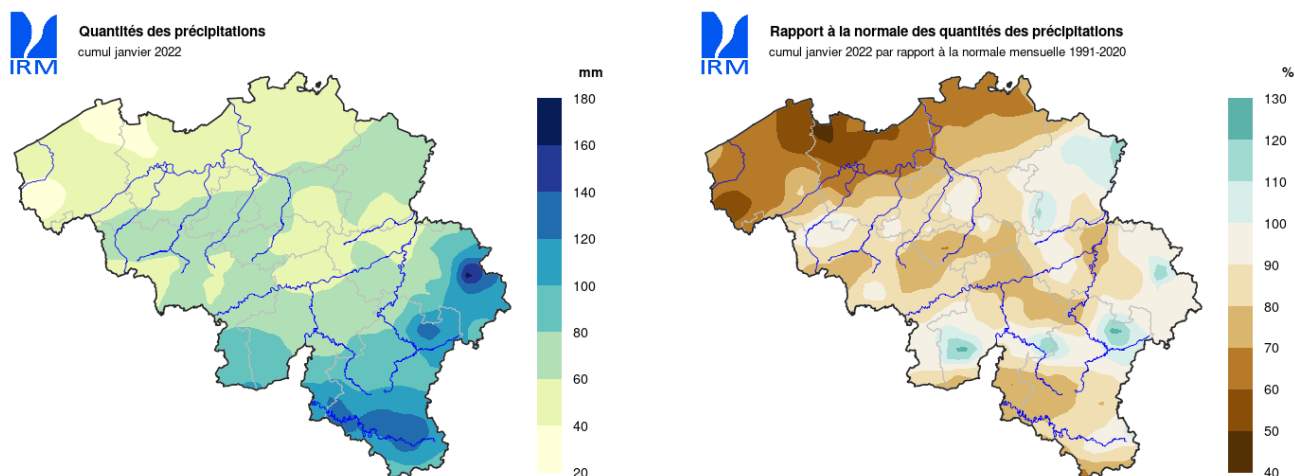 IRM
Quantités des précipitations
cumul janvier 2022
mm
180
160
140
120
100
80
60
40
20
IRM
Rapport à la normale des quantités des précipitations
cumul janvier 2022 par rapport à la normale mensuelle 1991-2020
%
130
120
110
100
90
80
70
60
50
40